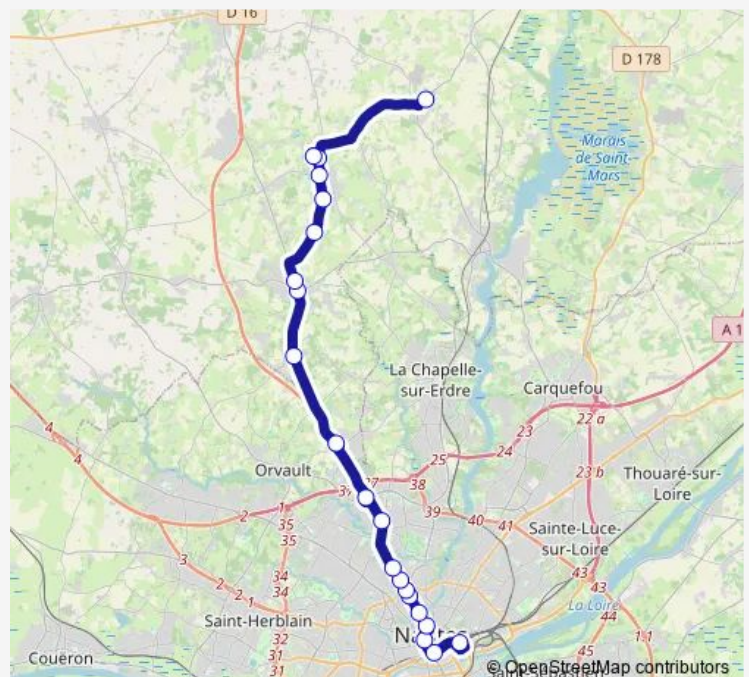 D 16
D 178
Marais
de Saint-
Mars
A 1
La Chapelle-
sur-Erdre
Carquefou
22 a
4
4
23
24
25
Orvault
38
23 b
Thouaré-sur-
Loire
2
1
35
35
39
40
41
Sainte-Luce-
sur-Loire
3
2
2
1
34
34
43
43
44
La Loire
Saint-Herblain
32
31
31
45
Couëron
© OpenStreetMap contributors